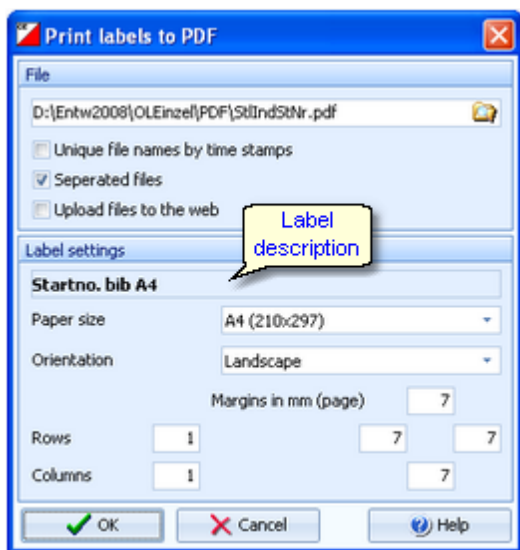 Print labels to PDF
File
D:\Entw2008\OLEinzel\PDF\StlIndStNr.pdf
Unique file names by time stamps
Seperated files
Upload files to the web
Label
description
Label settings
Startno. bib A4
Paper size A4 (210x297)
Orientation Landscape
Margins in mm (page) 7
Rows 1 7 7
Columns 1 7
OK Cancel Help